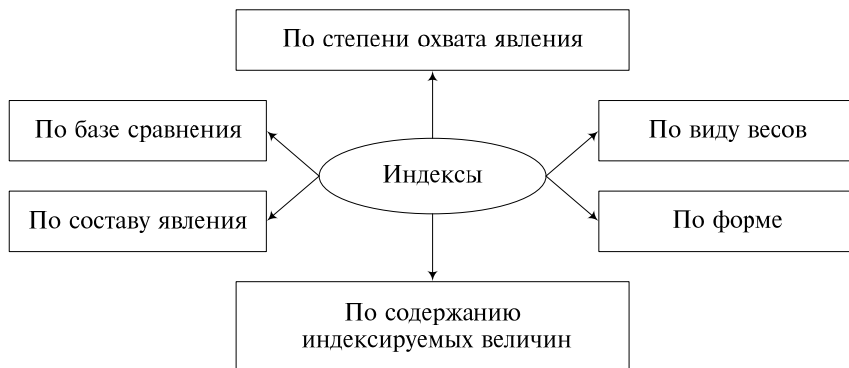 По степени охвата явления
По базе сравнения
По виду весов
Индексы
По составу явления
По форме
По содержанию
индексируемых величин